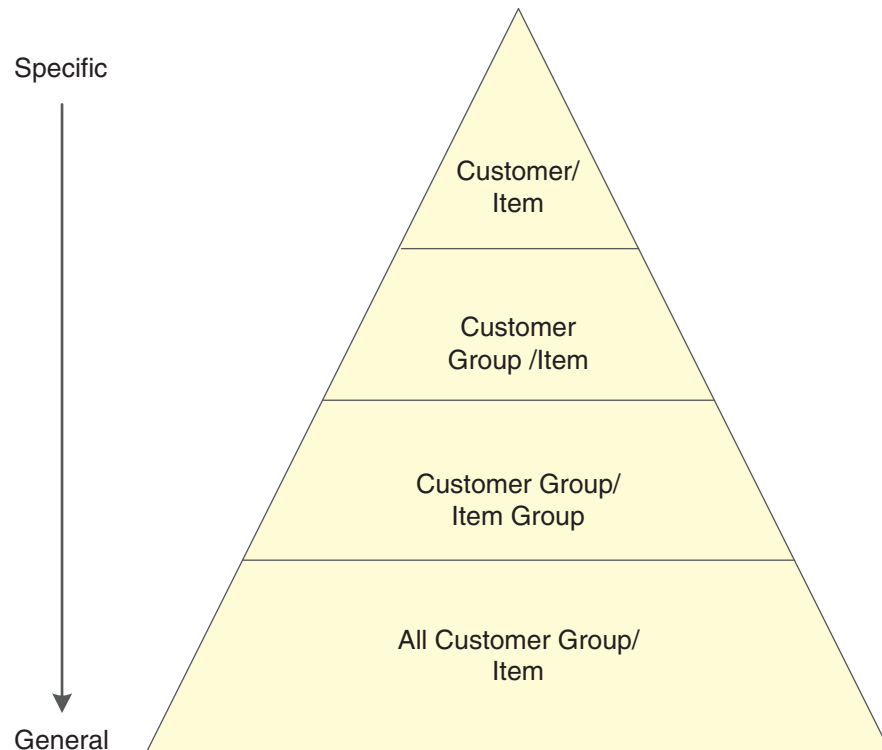 Specific
Customer/
Item
Customer
Group /Item
Customer Group/
Item Group
All Customer Group/
Item
General